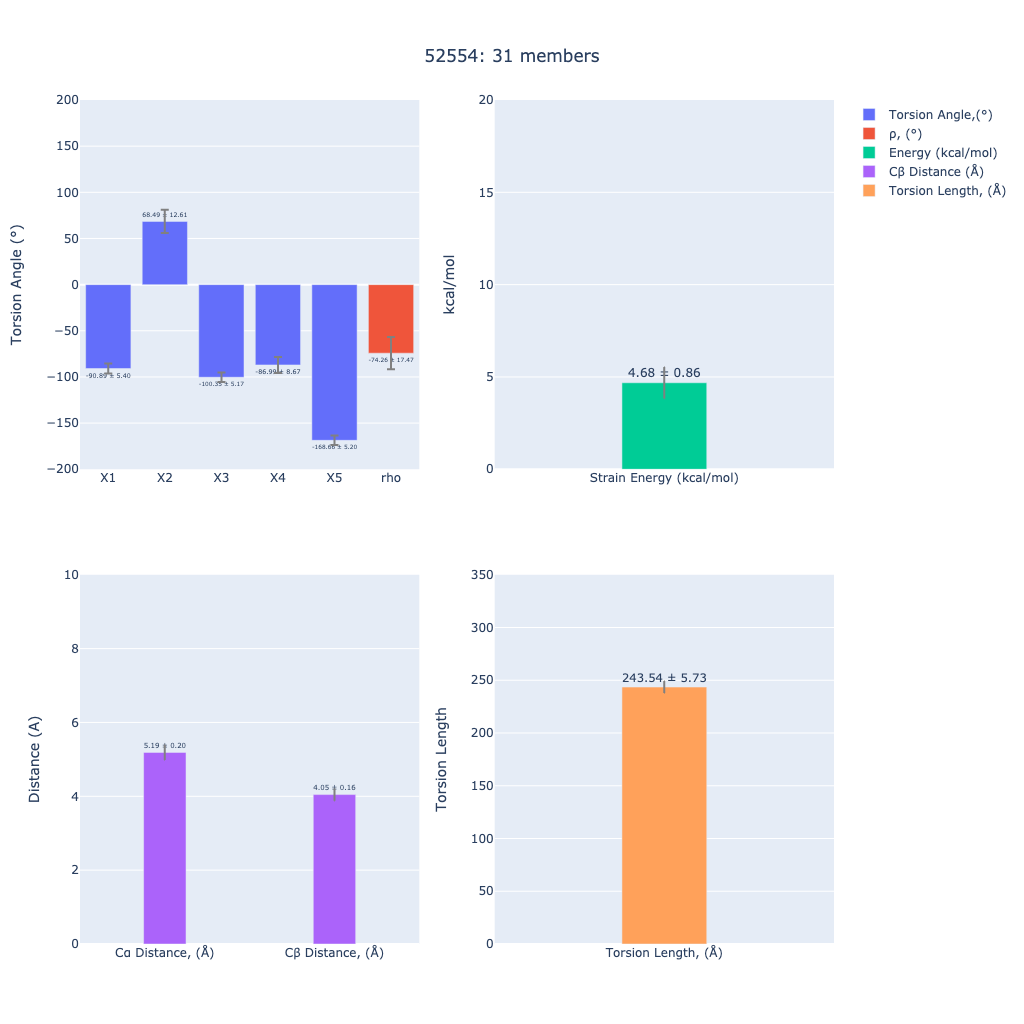 52554: 31 members
Torsion Angle (°)
200
150
100
50
0
−50
−100
−150
−200
68.49 ± 12.61
-90.89 ± 5.40
-86.99 ± 8.67
-74.26 ± 17.47
-168.66 ± 5.20
X1 X2 X3 X4 X5 rho
kcal/mol
20
15
10
5
0
4.68 ± 0.86
Strain Energy (kcal/mol)
Torsion Angle,(°)
ρ, (°)
Energy (kcal/mol)
Cβ Distance (Å)
Torsion Length, (Å)
Distance (A)
10
8
6
4
2
0
5.19 ± 0.20
4.05 ± 0.16
Cα Distance, (Å) Cβ Distance, (Å)
Torsion Length
350
300
250
200
150
100
50
0
243.54 ± 5.73
Torsion Length, (Å)